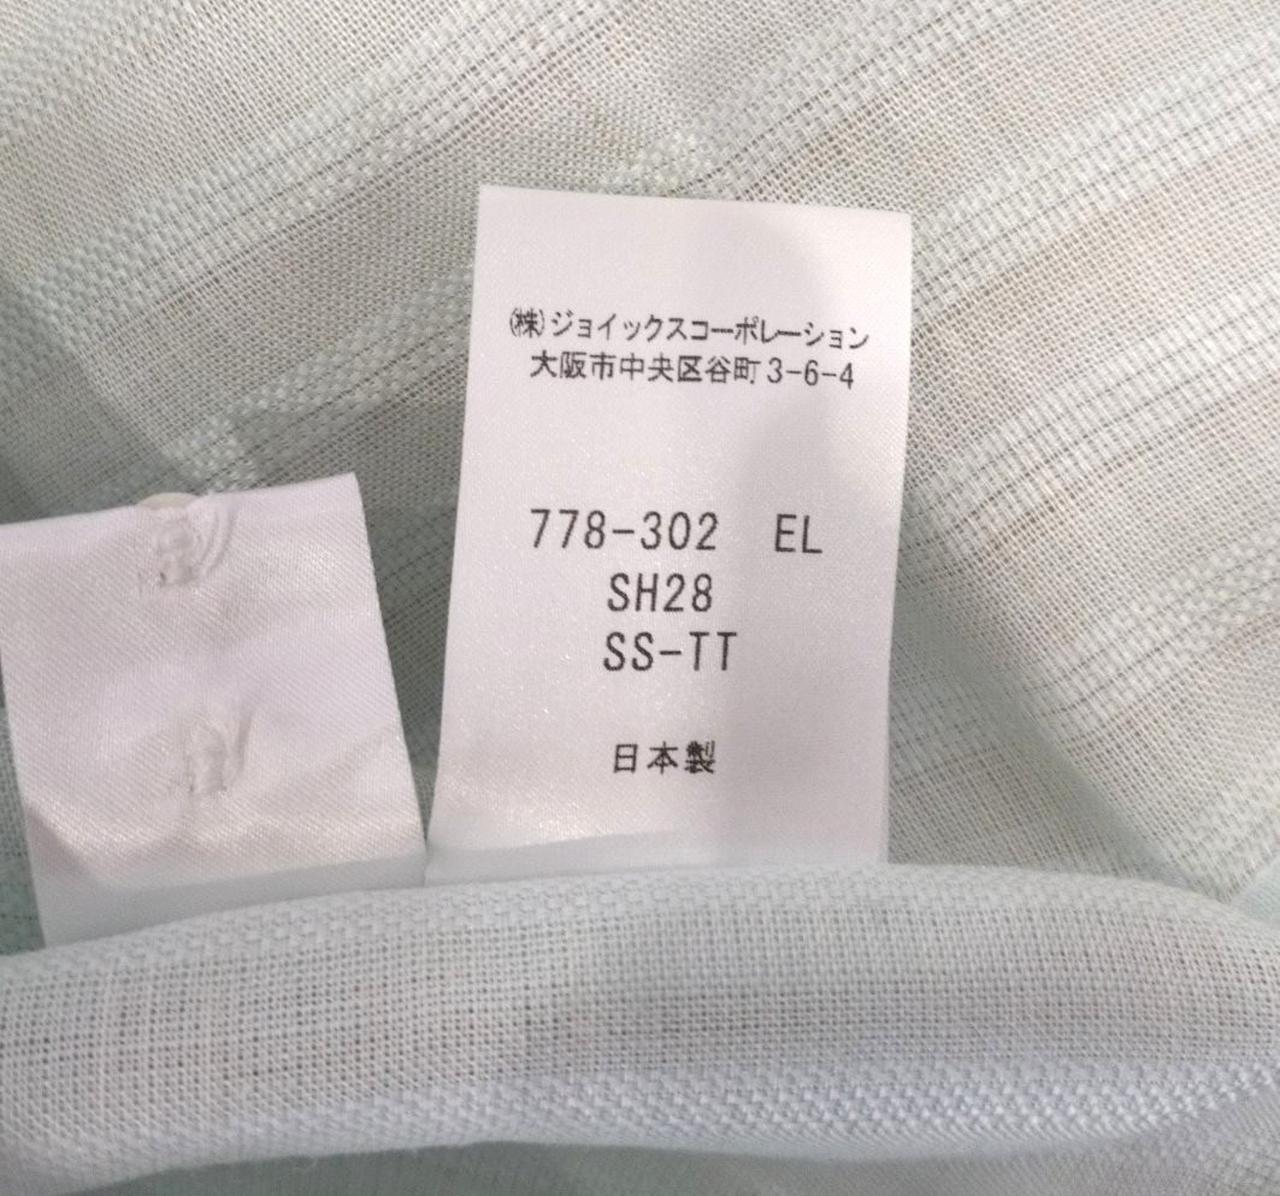 ㈱ジョイックスコーポレーション
大阪市中央区谷町3-6-4
778-302 EL
SH28
SS-TT
日本製